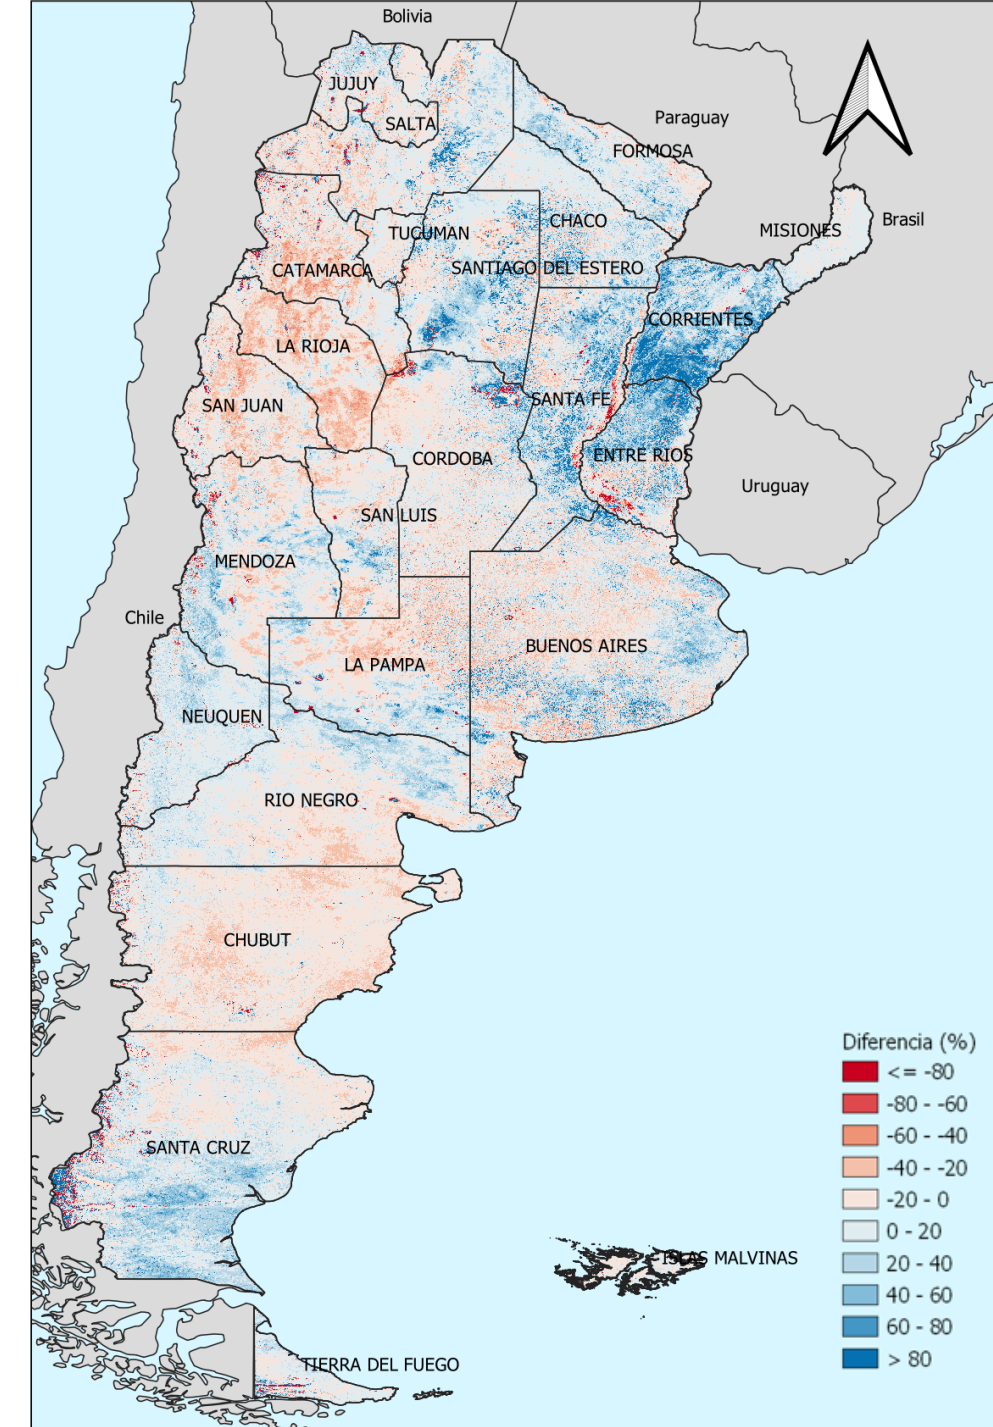 Bolivia
JUJUY
SALTA
Paraguay
FORMOSA
CHACO
MISIONES
Brasil
TUCUMAN
CATAMARCA
SANTIAGO DEL ESTERO
CORRIENTES
LA RIOJA
SAN JUAN
SANTA FE
CORDOBA
ENTRE RIOS
Uruguay
SAN LUIS
MENDOZA
Chile
BUENOS AIRES
LA PAMPA
NEUQUEN
RIO NEGRO
CHUBUT
SANTA CRUZ
ISLAS MALVINAS
TIERRA DEL FUEGO
Diferencia (%)
<= -80
-80 - -60
-60 - -40
-40 - -20
-20 - 0
0 - 20
20 - 40
40 - 60
60 - 80
> 80